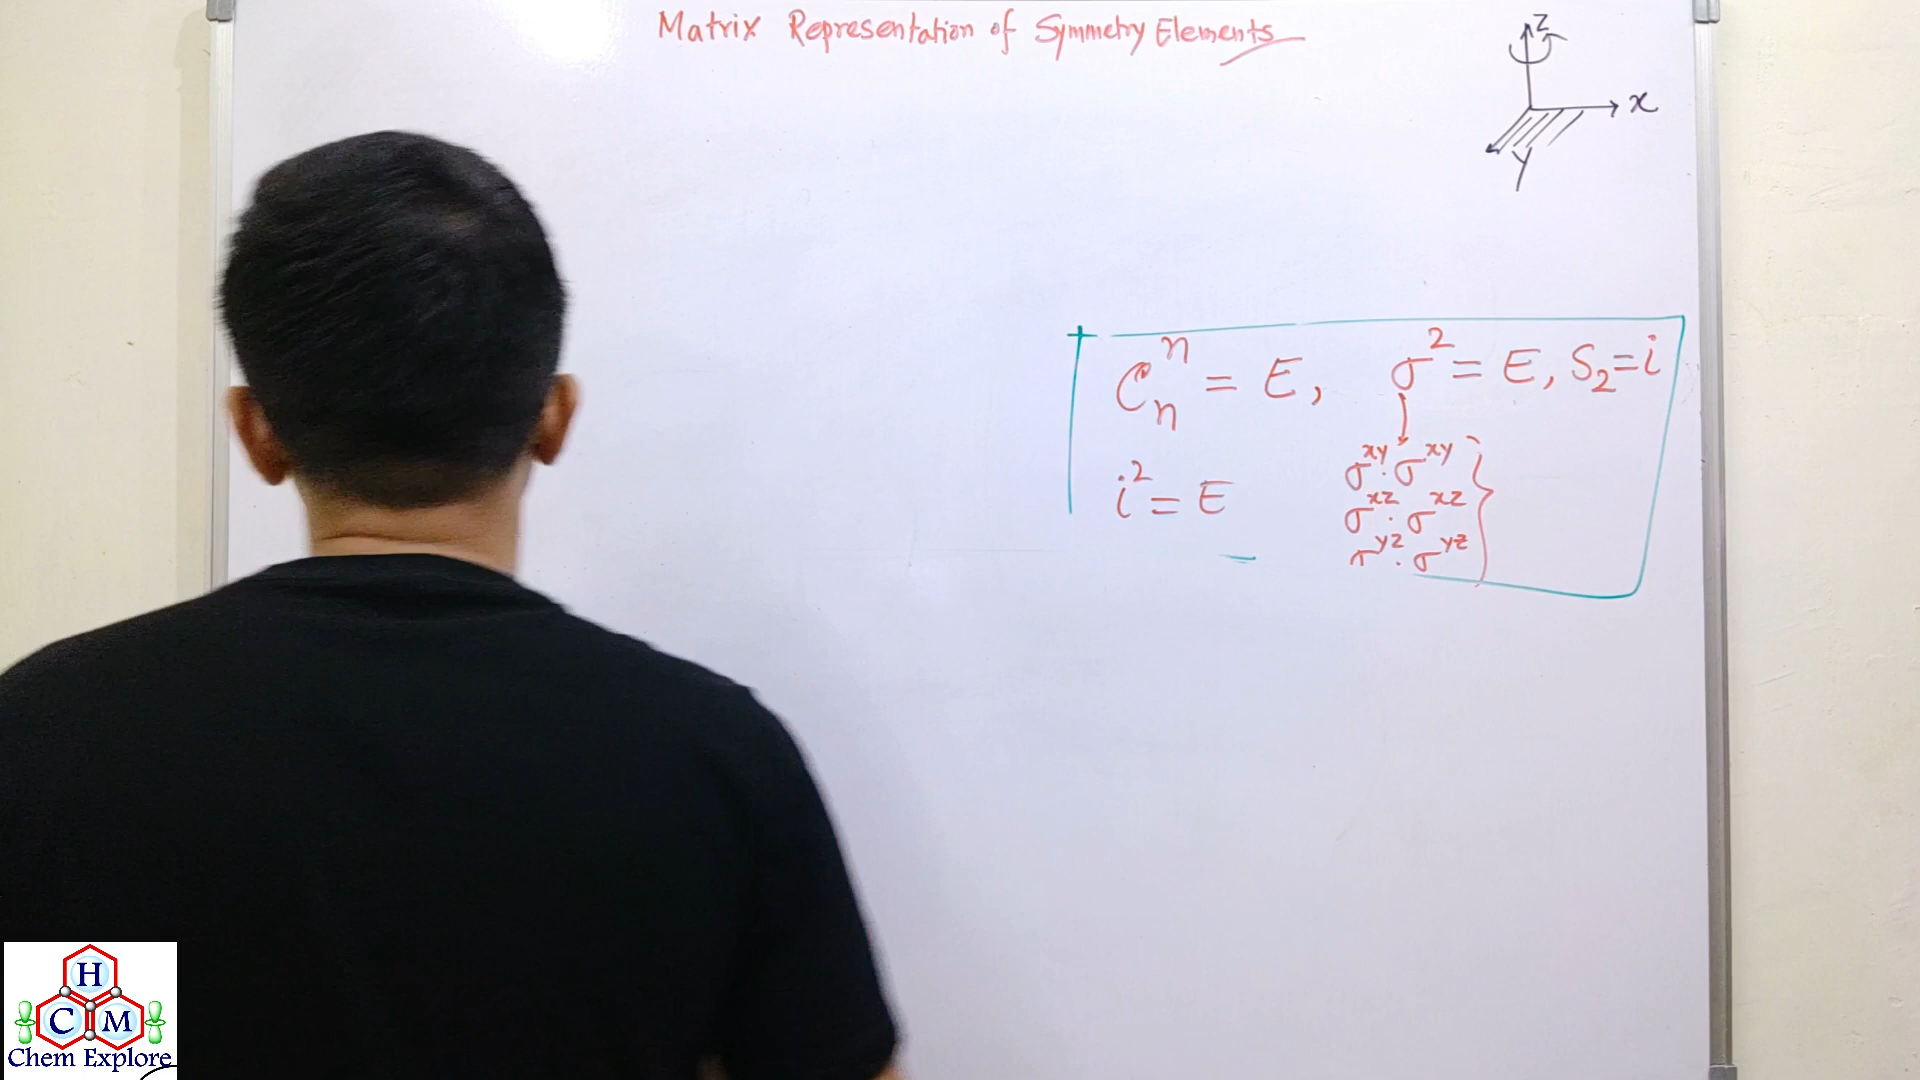 Matrix Representation of Symmetry Elements
Z
x
y
Cₙⁿ = E, σ² = E, S₂ = i
i² = E
σˣʸ · σˣʸ
σˣᶻ · σˣᶻ
σʸᶻ · σʸᶻ
H
C M
Chem Explore